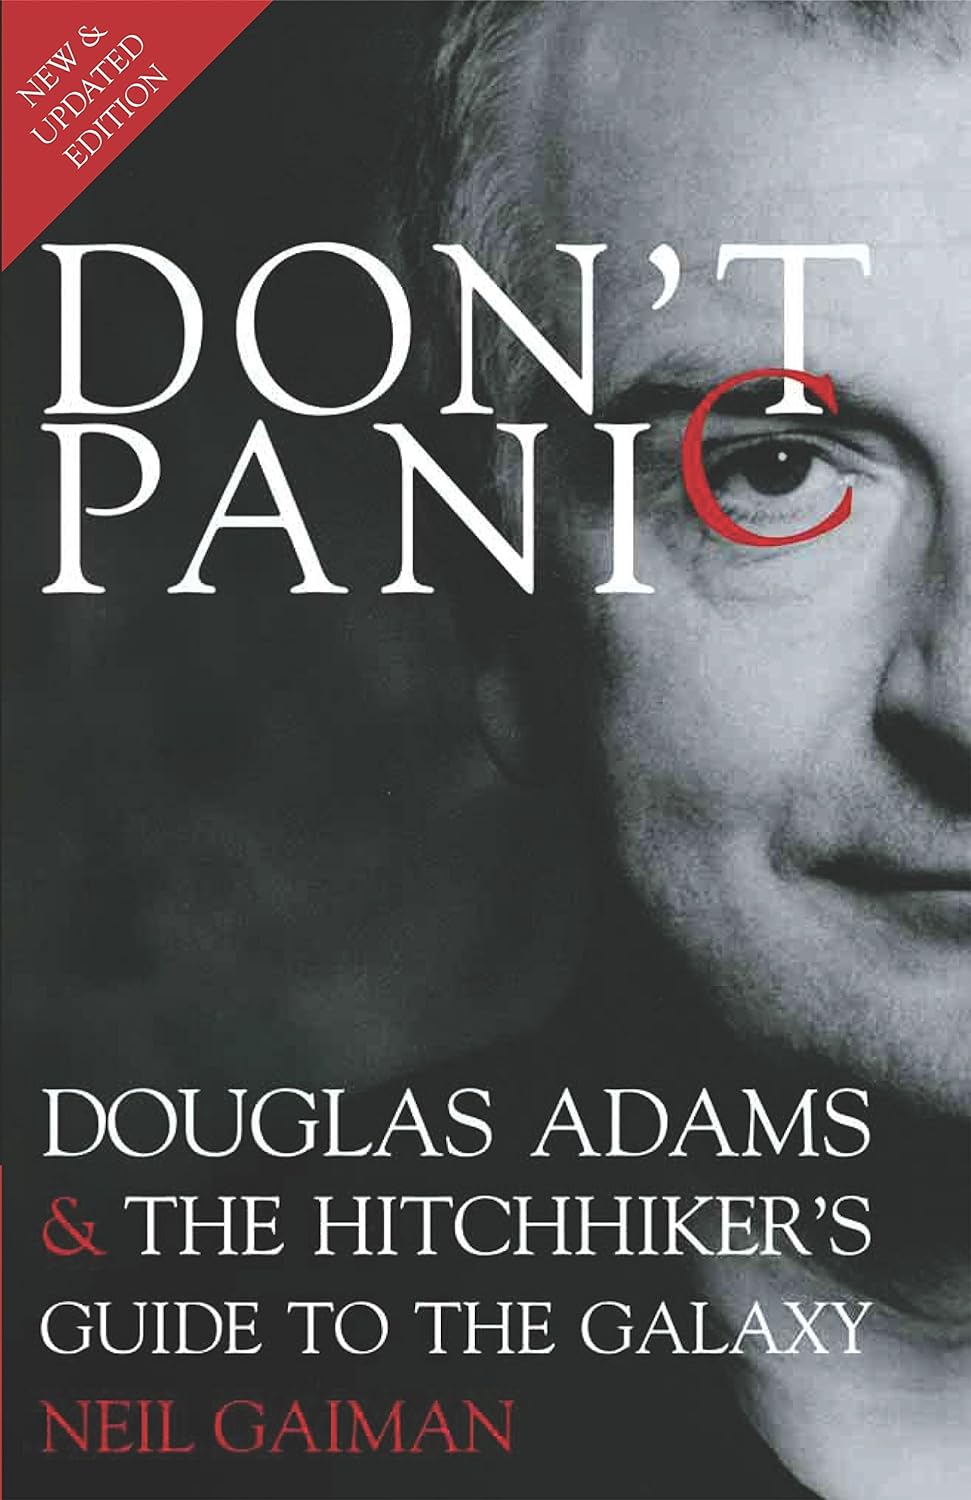 NEW &
UPDATED
EDITION
DON'T
PANIC
DOUGLAS ADAMS
& THE HITCHHIKER'S
GUIDE TO THE GALAXY
NEIL GAIMAN